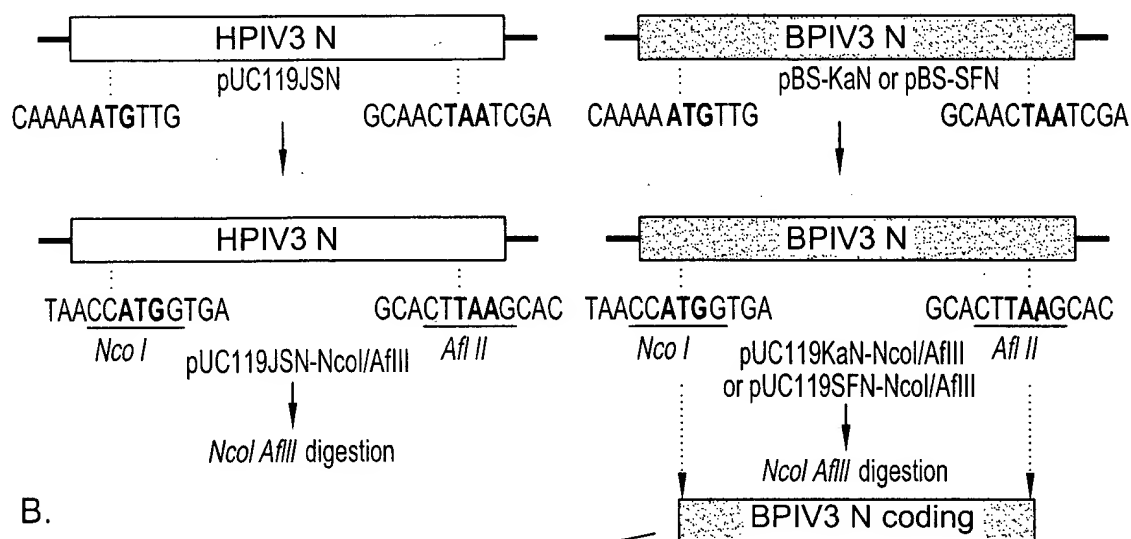 HPIV3 N
BPIV3 N
pUC119JSN
pBS-KaN or pBS-SFN
CAAAAATGTTG
GCAACTAATCGA
CAAAAATGTTG
GCAACTAATCGA
HPIV3 N
BPIV3 N
TAACCATGGTGA
GCACTTAAGCAC
TAACCATGGTGA
GCACTTAAGCAC
Nco I
Afl II
Nco I
Afl II
pUC119JSN-NcoI/AflII
pUC119KaN-NcoI/AflII
or pUC119SFN-NcoI/AflII
NcoI AflII digestion
NcoI AflII digestion
B.
BPIV3 N coding